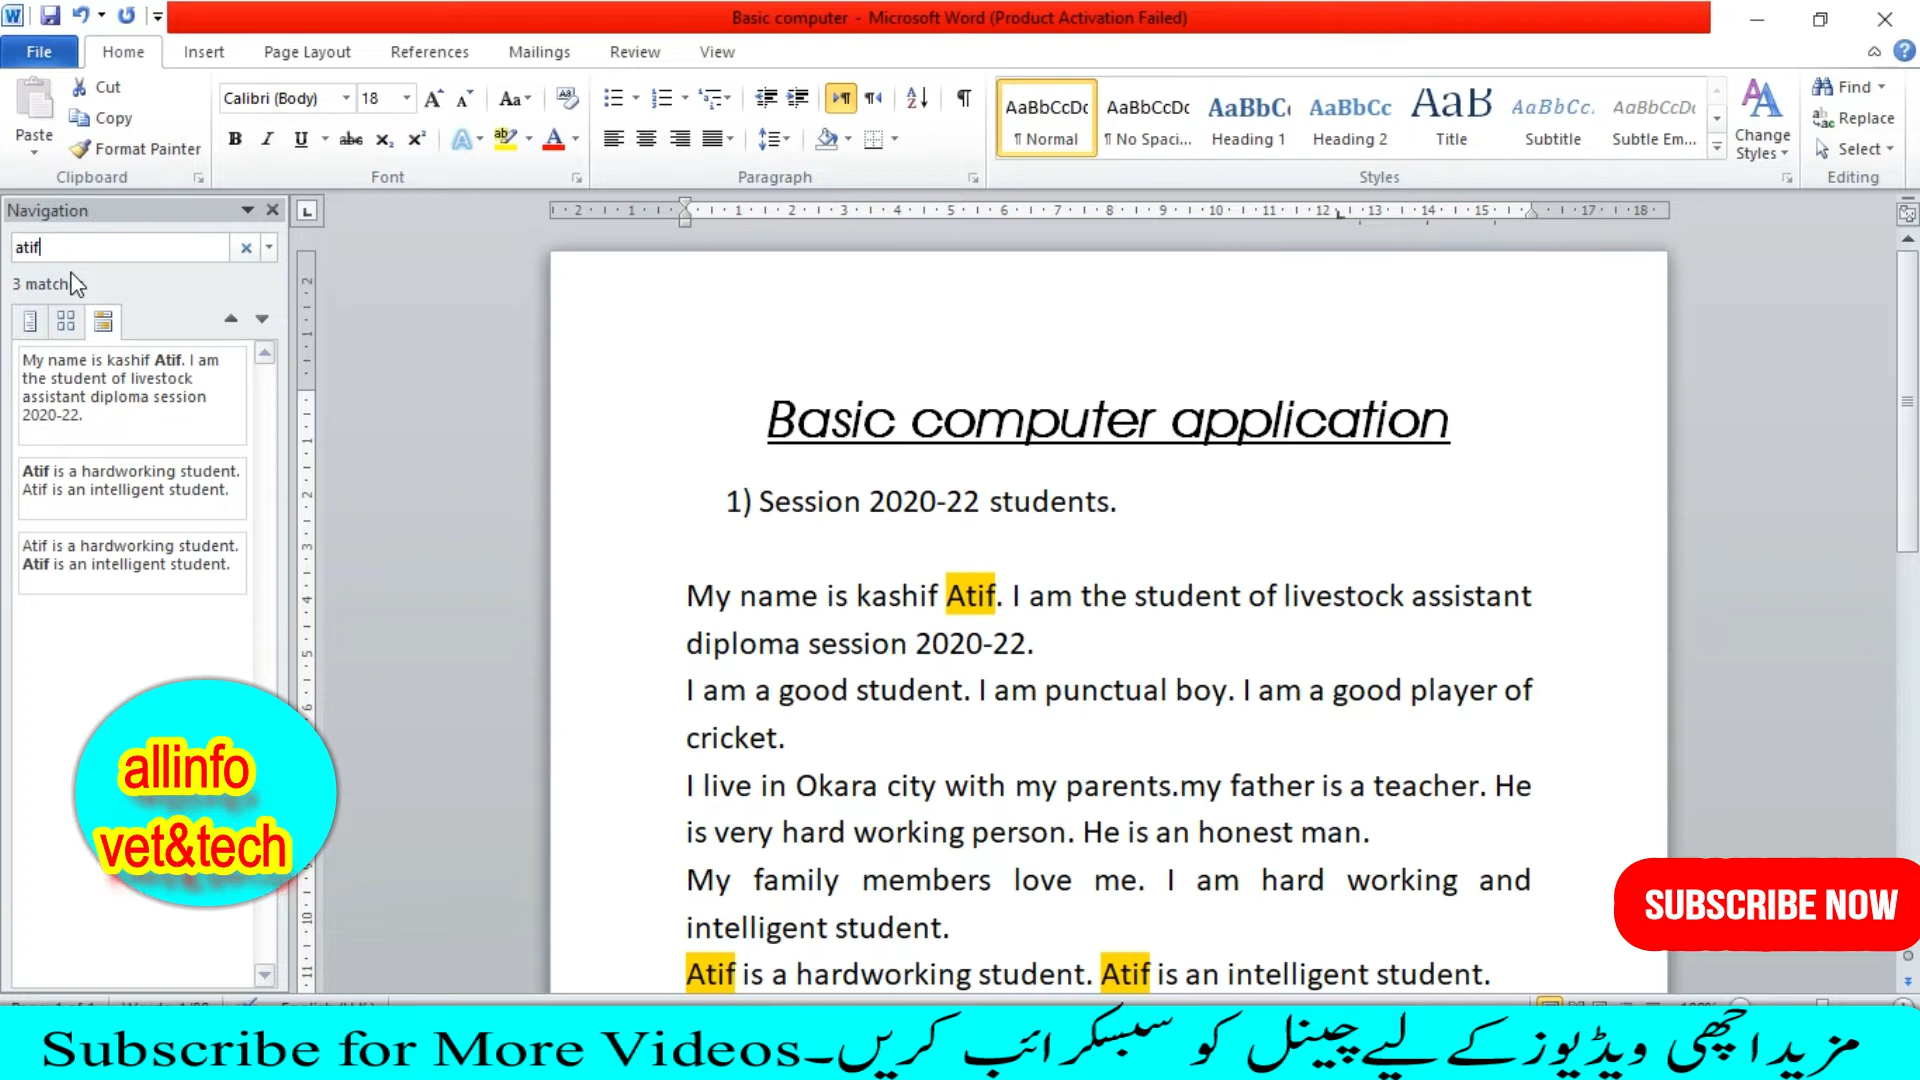 Basic computer - Microsoft Word (Product Activation Failed)
File Home Insert Page Layout References Mailings Review View
Paste
Cut
Copy
Format Painter
Clipboard
Calibri (Body) 18
Font
Paragraph
AaBbCcDc AaBbCcDc AaBbC AaBbCc AaB AaBbCc. AaBbCcDc
¶ Normal ¶ No Spaci... Heading 1 Heading 2 Title Subtitle Subtle Em...
Styles
Change
Styles
Find
Replace
Select
Editing
Navigation
atif
3 match
My name is kashif Atif. I am
the student of livestock
assistant diploma session
2020-22.
Atif is a hardworking student.
Atif is an intelligent student.
Atif is a hardworking student.
Atif is an intelligent student.
Basic computer application
1) Session 2020-22 students.
My name is kashif Atif. I am the student of livestock assistant
diploma session 2020-22.
I am a good student. I am punctual boy. I am a good player of
cricket.
I live in Okara city with my parents.my father is a teacher. He
is very hard working person. He is an honest man.
My family members love me. I am hard working and
intelligent student.
Atif is a hardworking student. Atif is an intelligent student.
allinfo
vet&tech
SUBSCRIBE NOW
Subscribe for More Videos۔مزید اچھی ویڈیوز کے لیے چینل کو سبسکرائب کریں